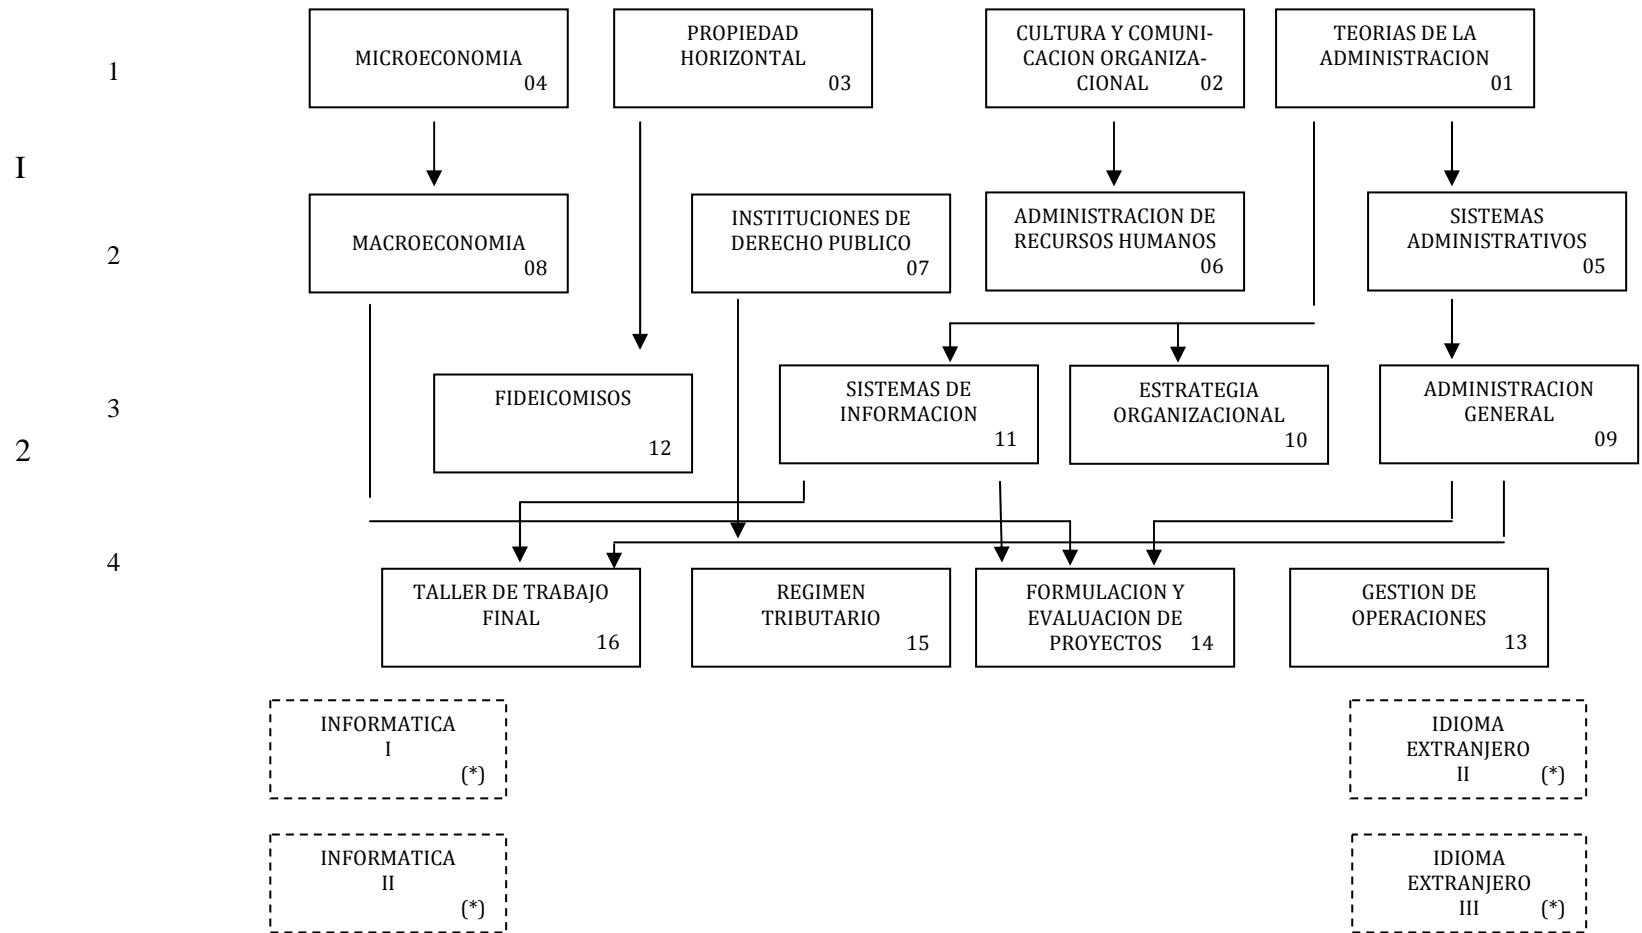 1
MICROECONOMIA
04
PROPIEDAD
HORIZONTAL
03
CULTURA Y COMUNI-
CACION ORGANIZA-
CIONAL 02
TEORIAS DE LA
ADMINISTRACION
01
I
2
MACROECONOMIA
08
INSTITUCIONES DE
DERECHO PUBLICO
07
ADMINISTRACION DE
RECURSOS HUMANOS
06
SISTEMAS
ADMINISTRATIVOS
05
3
FIDEICOMISOS
12
SISTEMAS DE
INFORMACION
11
ESTRATEGIA
ORGANIZACIONAL
10
ADMINISTRACION
GENERAL
09
2
4
TALLER DE TRABAJO
FINAL
16
REGIMEN
TRIBUTARIO
15
FORMULACION Y
EVALUACION DE
PROYECTOS 14
GESTION DE
OPERACIONES
13
INFORMATICA
I
(*)
IDIOMA
EXTRANJERO
II (*)
INFORMATICA
II
(*)
IDIOMA
EXTRANJERO
III (*)